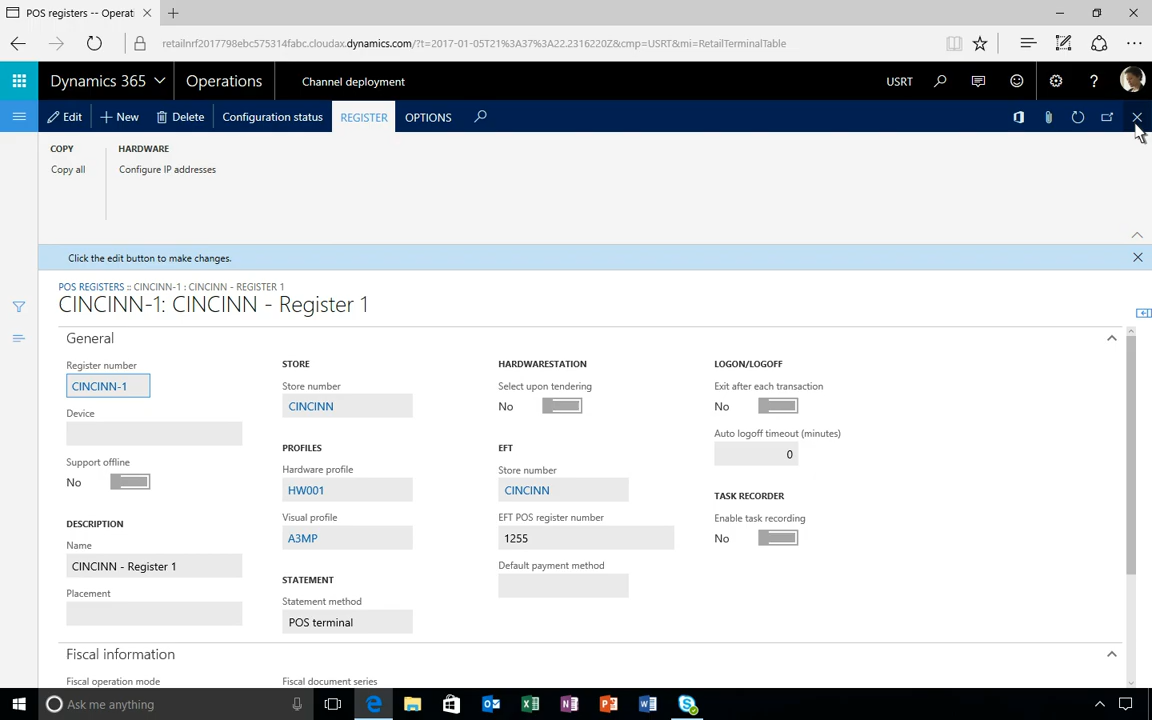 POS registers -- Operati
retailnrf2017798ebc575314fabc.cloudax.dynamics.com/?t=2017-01-05T21%3A37%3A22.2316220Z&cmp=USRT&mi=RetailTerminalTable
Dynamics 365
Operations
Channel deployment
USRT
Edit
New
Delete
Configuration status
REGISTER
OPTIONS
COPY
HARDWARE
Copy all
Configure IP addresses
Click the edit button to make changes.
POS REGISTERS :: CINCINN-1 : CINCINN - REGISTER 1
CINCINN-1: CINCINN - Register 1
General
Register number
CINCINN-1
Device
Support offline
No
DESCRIPTION
Name
CINCINN - Register 1
Placement
STORE
Store number
CINCINN
PROFILES
Hardware profile
HW001
Visual profile
A3MP
STATEMENT
Statement method
POS terminal
HARDWARESTATION
Select upon tendering
No
EFT
Store number
CINCINN
EFT POS register number
1255
Default payment method
LOGON/LOGOFF
Exit after each transaction
No
Auto logoff timeout (minutes)
0
TASK RECORDER
Enable task recording
No
Fiscal information
Fiscal operation mode
Fiscal document series
Ask me anything